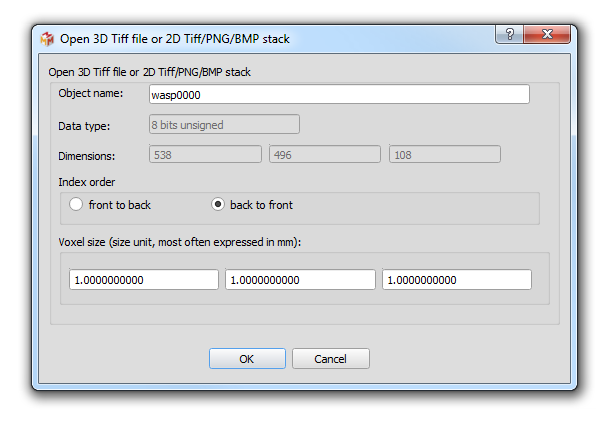 Open 3D Tiff file or 2D Tiff/PNG/BMP stack
Open 3D Tiff file or 2D Tiff/PNG/BMP stack
Object name: wasp0000
Data type: 8 bits unsigned
Dimensions: 538 496 108
Index order
front to back back to front
Voxel size (size unit, most often expressed in mm):
1.0000000000 1.0000000000 1.0000000000
OK Cancel